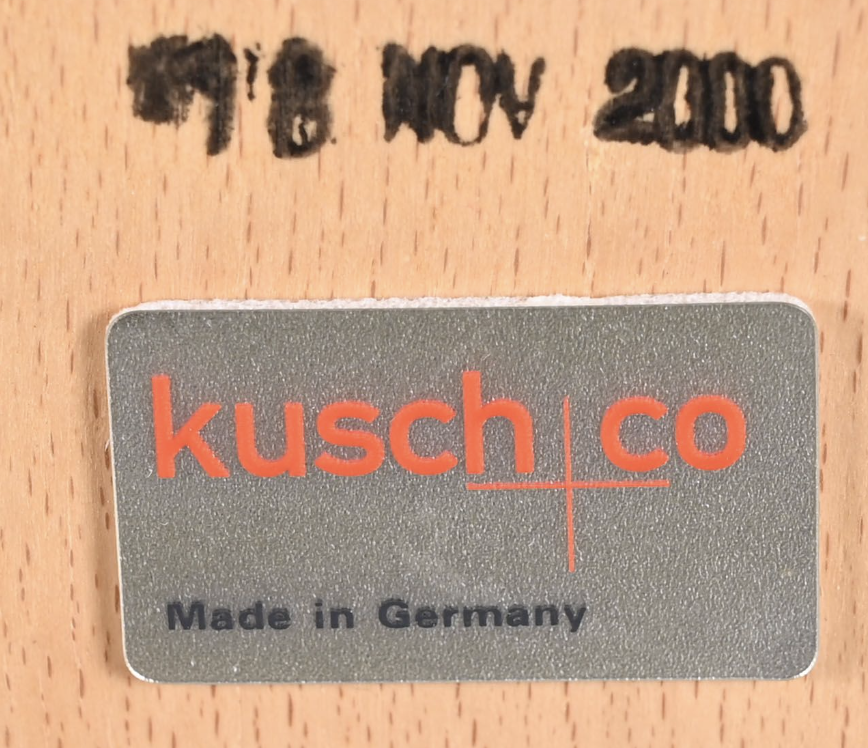 18 NOV 2000
kusch+co
Made in Germany